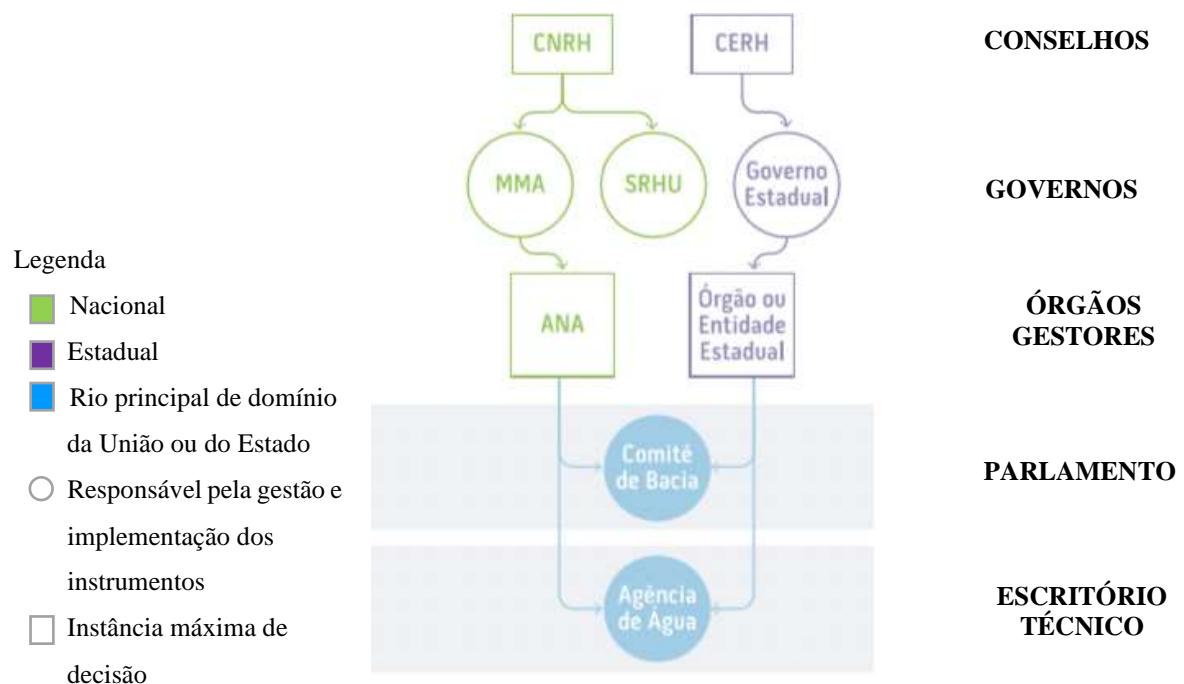 CNRH
CERH
CONSELHOS
MMA
SRHU
Governo
Estadual
GOVERNOS
Legenda
Nacional
Estadual
Rio principal de domínio
da União ou do Estado
Responsável pela gestão e
implementação dos
instrumentos
Instância máxima de
decisão
ANA
Órgão ou
Entidade
Estadual
ÓRGÃOS
GESTORES
Comitê
de Bacia
PARLAMENTO
Agência
de Água
ESCRITÓRIO
TÉCNICO